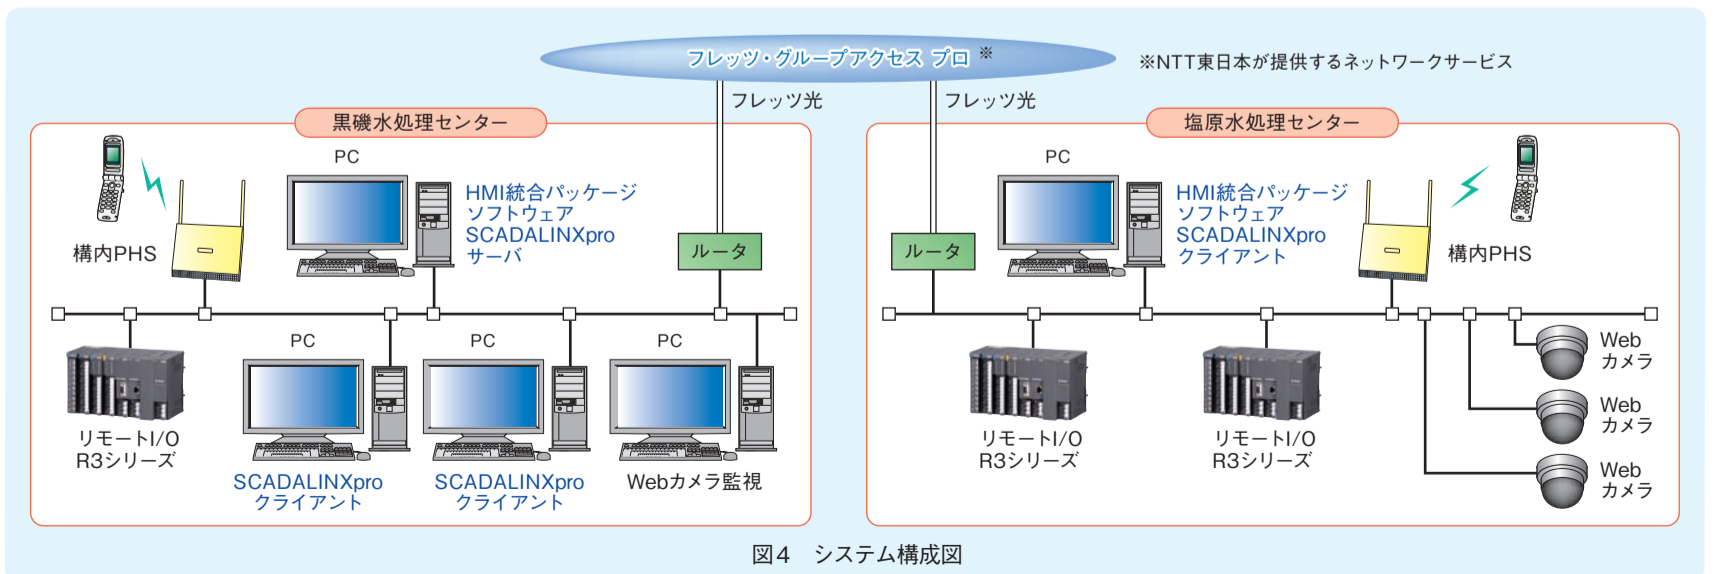 フレッツ・グループアクセス プロ ※
※NTT東日本が提供するネットワークサービス
フレッツ光
フレッツ光
黒磯水処理センター
PC
HMI統合パッケージ
ソフトウェア
SCADALINXpro
サーバ
構内PHS
ルータ
リモートI/O
R3シリーズ
PC
SCADALINXpro
クライアント
PC
SCADALINXpro
クライアント
PC
Webカメラ監視
塩原水処理センター
ルータ
PC
HMI統合パッケージ
ソフトウェア
SCADALINXpro
クライアント
構内PHS
リモートI/O
R3シリーズ
リモートI/O
R3シリーズ
Web
カメラ
Web
カメラ
Web
カメラ
図4　システム構成図